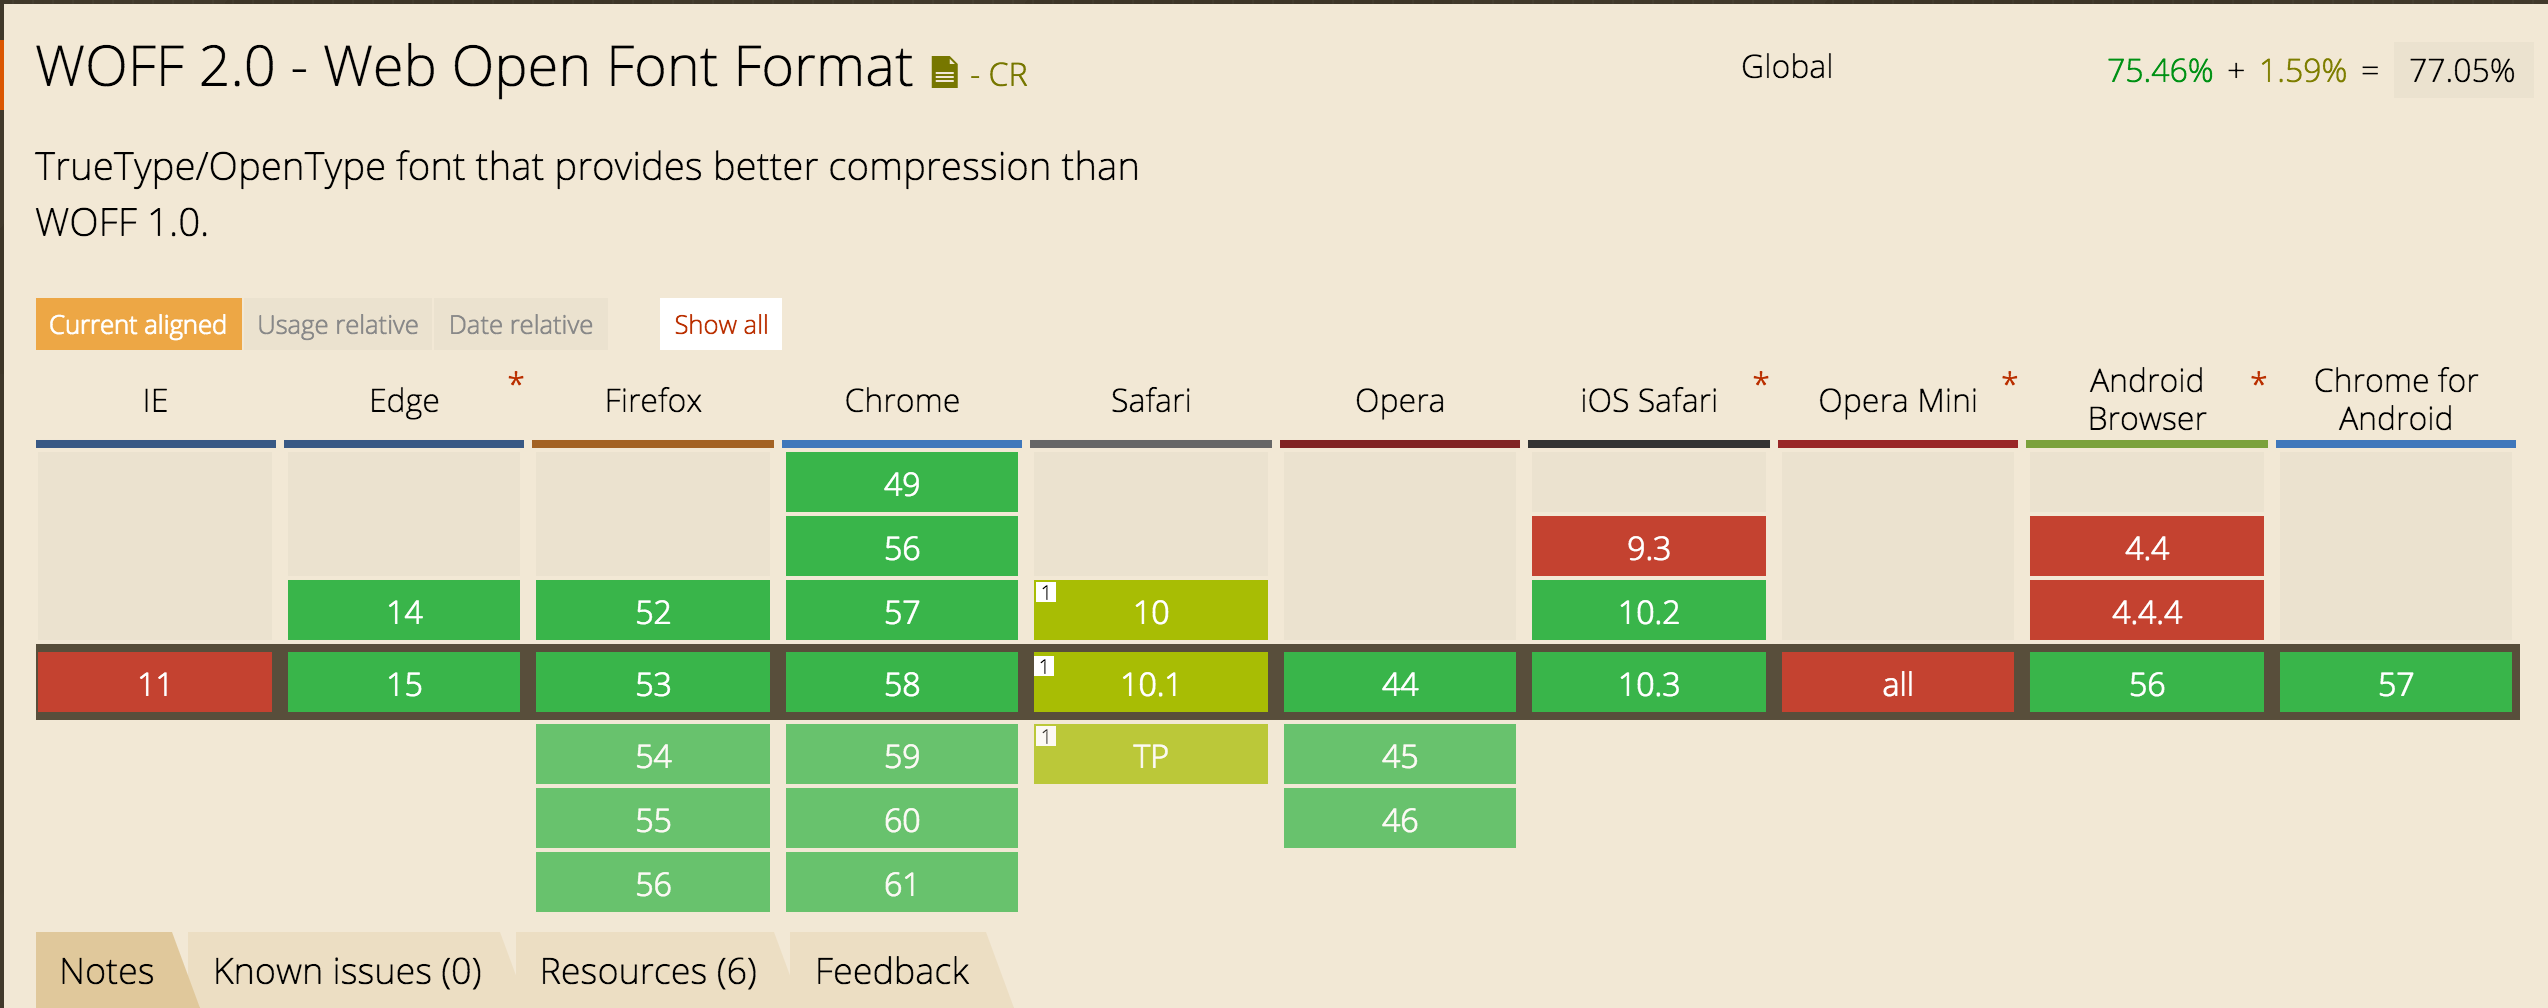 WOFF 2.0 - Web Open Font Format - CR
Global 75.46% + 1.59% = 77.05%
TrueType/OpenType font that provides better compression than
WOFF 1.0.
Current aligned Usage relative Date relative Show all
IE Edge * Firefox Chrome Safari Opera iOS Safari * Opera Mini * Android Browser * Chrome for Android
49
56 9.3 4.4
14 52 57 1 10 10.2 4.4.4
11 15 53 58 1 10.1 44 10.3 all 56 57
54 59 1 TP 45
55 60 46
56 61
Notes Known issues (0) Resources (6) Feedback